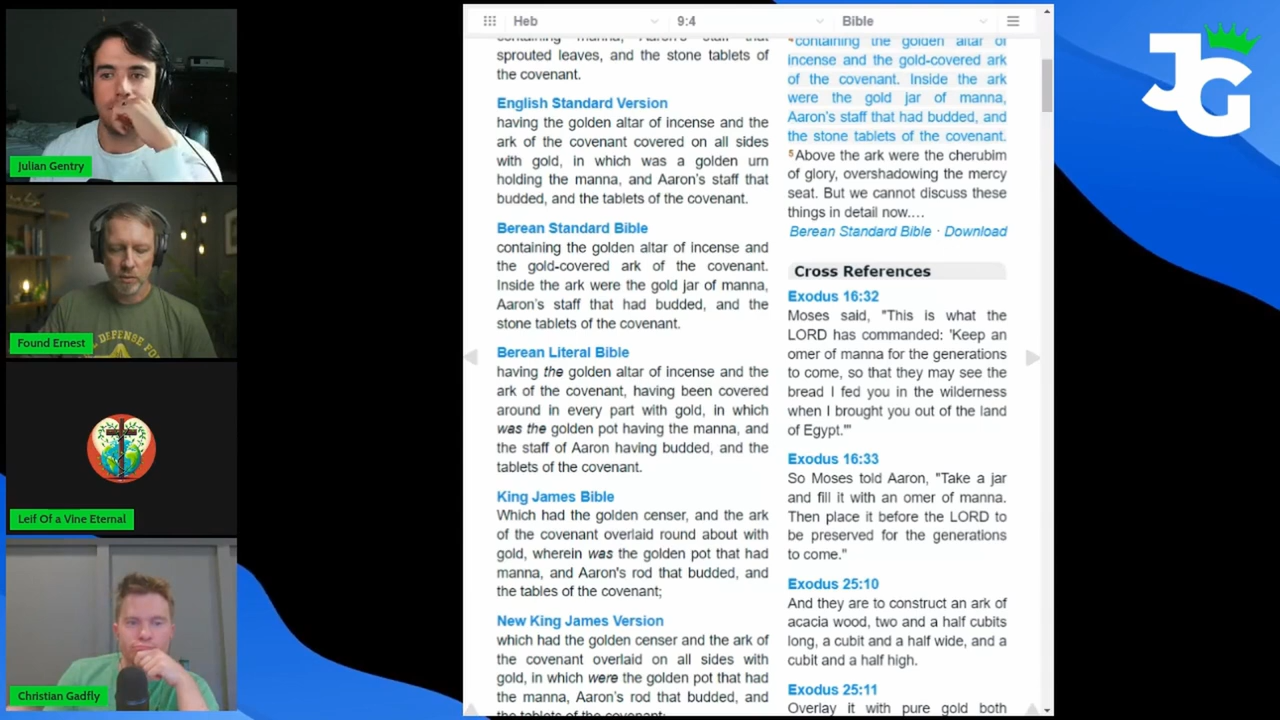 Julian Gentry
Found Ernest
DEFENSE FO
Leif Of a Vine Eternal
Christian Gadfly
Heb
9:4
Bible
containing manna, Aaron's staff that
sprouted leaves, and the stone tablets of
the covenant.
English Standard Version
having the golden altar of incense and the
ark of the covenant covered on all sides
with gold, in which was a golden urn
holding the manna, and Aaron's staff that
budded, and the tablets of the covenant.
Berean Standard Bible
containing the golden altar of incense and
the gold-covered ark of the covenant.
Inside the ark were the gold jar of manna,
Aaron's staff that had budded, and the
stone tablets of the covenant.
Berean Literal Bible
having the golden altar of incense and the
ark of the covenant, having been covered
around in every part with gold, in which
was the golden pot having the manna, and
the staff of Aaron having budded, and the
tablets of the covenant.
King James Bible
Which had the golden censer, and the ark
of the covenant overlaid round about with
gold, wherein was the golden pot that had
manna, and Aaron's rod that budded, and
the tables of the covenant;
New King James Version
which had the golden censer and the ark of
the covenant overlaid on all sides with
gold, in which were the golden pot that had
the manna, Aaron's rod that budded, and
the tablets of the covenant;
4containing the golden altar of
incense and the gold-covered ark
of the covenant. Inside the ark
were the gold jar of manna,
Aaron's staff that had budded, and
the stone tablets of the covenant.
5Above the ark were the cherubim
of glory, overshadowing the mercy
seat. But we cannot discuss these
things in detail now.…
Berean Standard Bible · Download
Cross References
Exodus 16:32
Moses said, "This is what the
LORD has commanded: 'Keep an
omer of manna for the generations
to come, so that they may see the
bread I fed you in the wilderness
when I brought you out of the land
of Egypt.'"
Exodus 16:33
So Moses told Aaron, "Take a jar
and fill it with an omer of manna.
Then place it before the LORD to
be preserved for the generations
to come."
Exodus 25:10
And they are to construct an ark of
acacia wood, two and a half cubits
long, a cubit and a half wide, and a
cubit and a half high.
Exodus 25:11
Overlay it with pure gold both
JG